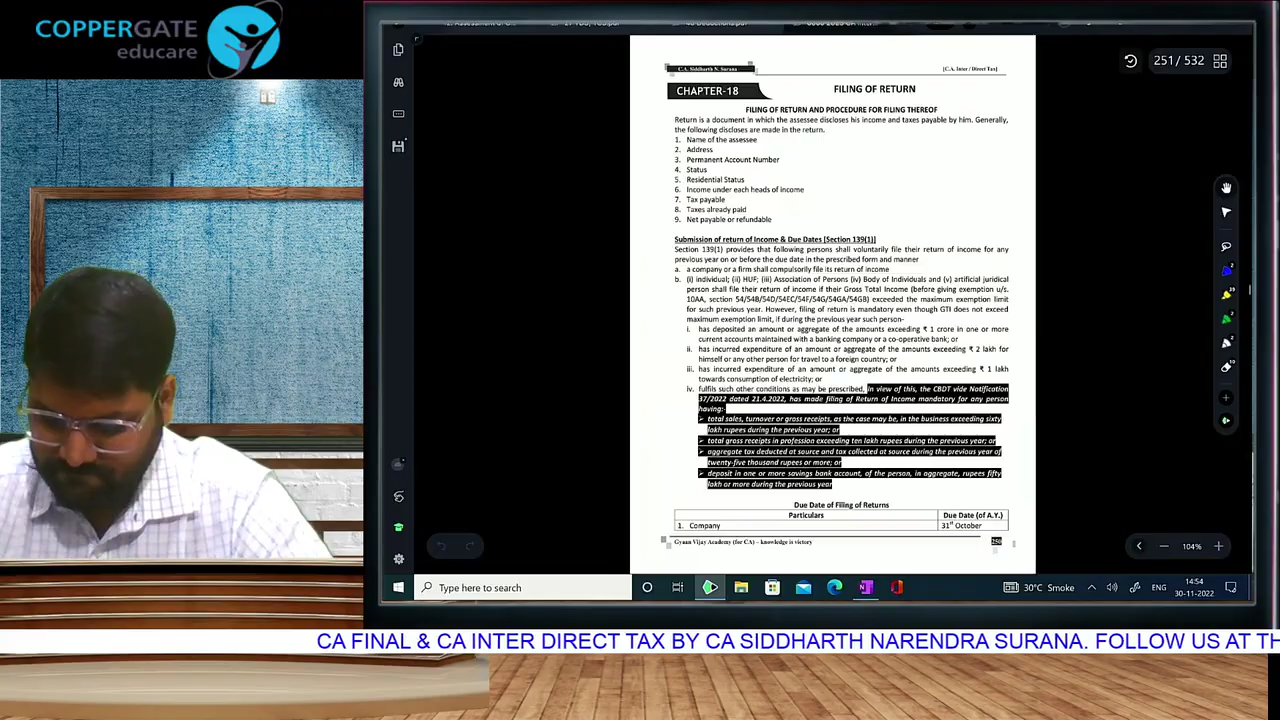 COPPERGATE
educare
251 / 332
C.A. Siddharth N. Surana
[C.A. Inter / Direct Tax]
CHAPTER-18
FILING OF RETURN
FILING OF RETURN AND PROCEDURE FOR FILING THEREOF
Return is a document in which the assessee discloses his income and taxes payable by him. Generally,
the following discloses are made in the return.
1. Name of the assessee
2. Address
3. Permanent Account Number
4. Status
5. Residential Status
6. Income under each heads of income
7. Tax payable
8. Taxes already paid
9. Net payable or refundable
Submission of return of Income & Due Dates [Section 139(1)]
Section 139(1) provides that following persons shall voluntarily file their return of income for any
previous year on or before the due date in the prescribed form and manner
a. a company or a firm shall compulsorily file its return of income
b. (i) individual; (ii) HUF; (iii) Association of Persons (iv) Body of Individuals and (v) artificial juridical
person shall file their return of income if their Gross Total Income (before giving exemption u/s.
10AA, section 54/54B/54D/54EC/54F/54G/54GA/54GB) exceeded the maximum exemption limit
for such previous year. However, filing of return is mandatory even though GTI does not exceed
maximum exemption limit, if during the previous year such person-
i. has deposited an amount or aggregate of the amounts exceeding ₹ 1 crore in one or more
current accounts maintained with a banking company or a co-operative bank; or
ii. has incurred expenditure of an amount or aggregate of the amounts exceeding ₹ 2 lakh for
himself or any other person for travel to a foreign country; or
iii. has incurred expenditure of an amount or aggregate of the amounts exceeding ₹ 1 lakh
towards consumption of electricity; or
iv. fulfils such other conditions as may be prescribed, In view of this, the CBDT vide Notification
37/2022 dated 21.4.2022, has made filing of Return of Income mandatory for any person
having:-
➢ total sales, turnover or gross receipts, as the case may be, in the business exceeding sixty
lakh rupees during the previous year; or
➢ total gross receipts in profession exceeding ten lakh rupees during the previous year; or
➢ aggregate tax deducted at source and tax collected at source during the previous year of
twenty-five thousand rupees or more; or
➢ deposit in one or more savings bank account, of the person, in aggregate, rupees fifty
lakh or more during the previous year
Due Date of Filing of Returns
Particulars Due Date (of A.Y.)
1. Company 31st October
Gyaan Vijay Academy (for CA) – knowledge is victory
104%
Type here to search
30°C Smoke
ENG
14:54
30-11-2022
CA FINAL & CA INTER DIRECT TAX BY CA SIDDHARTH NARENDRA SURANA. FOLLOW US AT TH